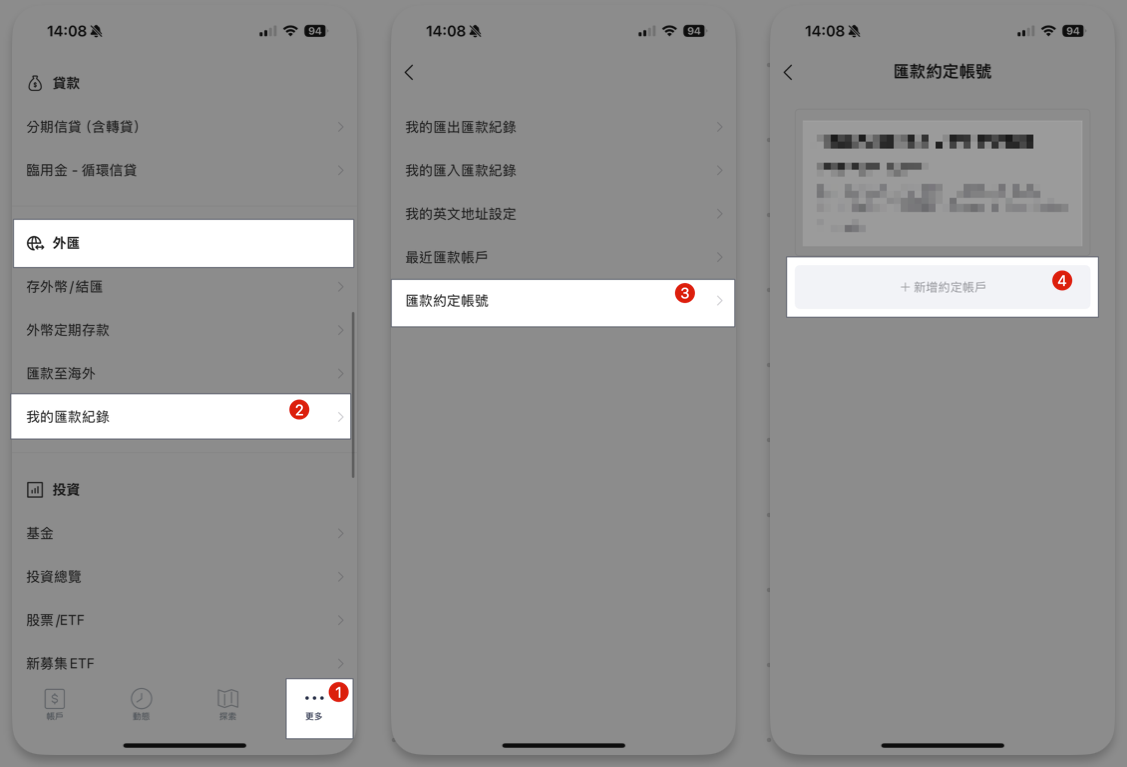 14:08
94
貸款
分期信貸 (含轉貸)
臨用金 - 循環信貸
外匯
存外幣/結匯
外幣定期存款
匯款至海外
我的匯款紀錄
2
投資
基金
投資總覽
股票/ETF
新募集ETF
帳戶
動態
探索
更多
1
14:08
94
我的匯出匯款紀錄
我的匯入匯款紀錄
我的英文地址設定
最近匯款帳戶
匯款約定帳號
3
14:08
94
匯款約定帳號
+ 新增約定帳戶
4